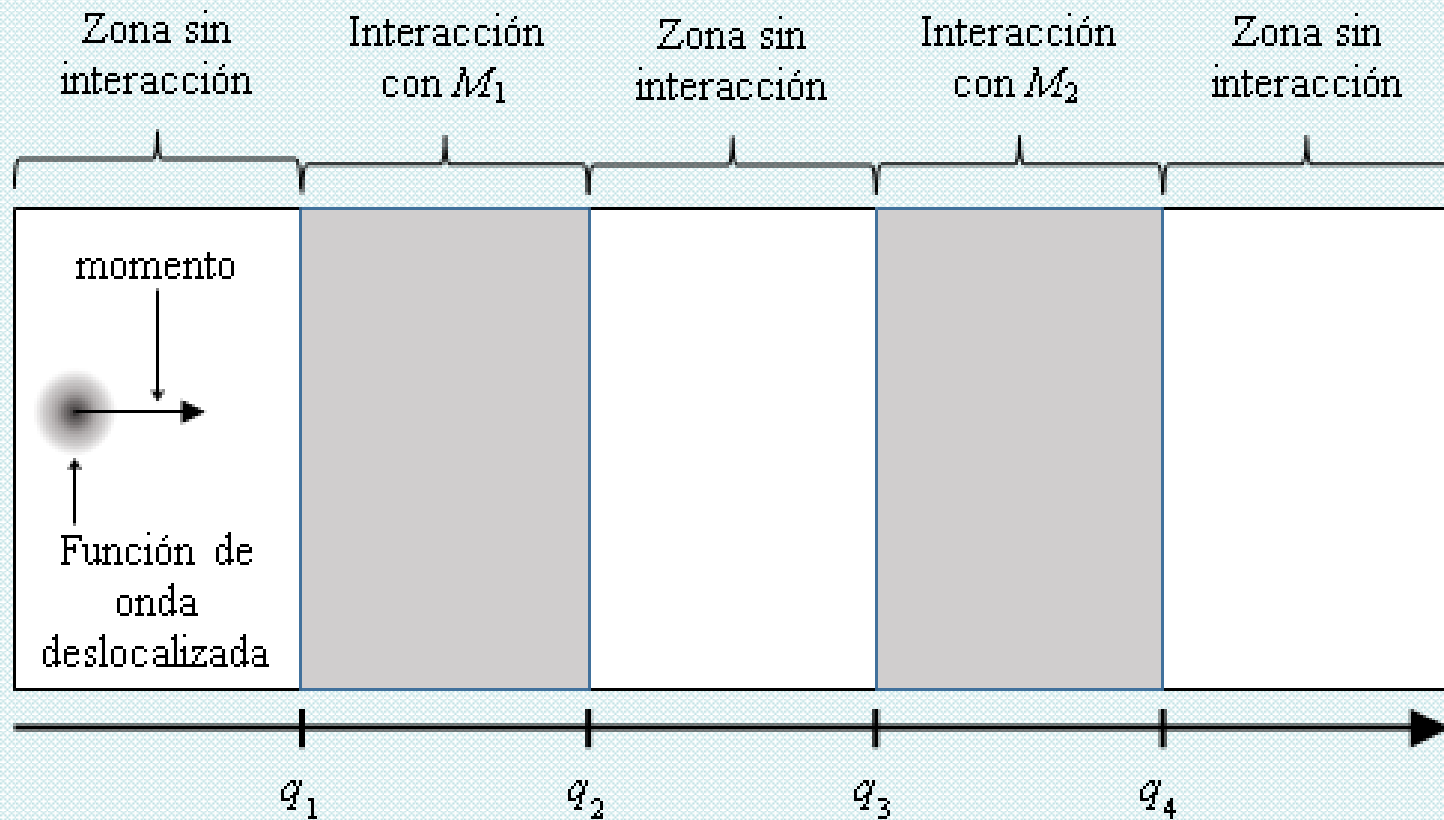 Zona sin
interacción
Interacción
con M₁
Zona sin
interacción
Interacción
con M₂
Zona sin
interacción
momento
Función de
onda
deslocalizada
q₁
q₂
q₃
q₄